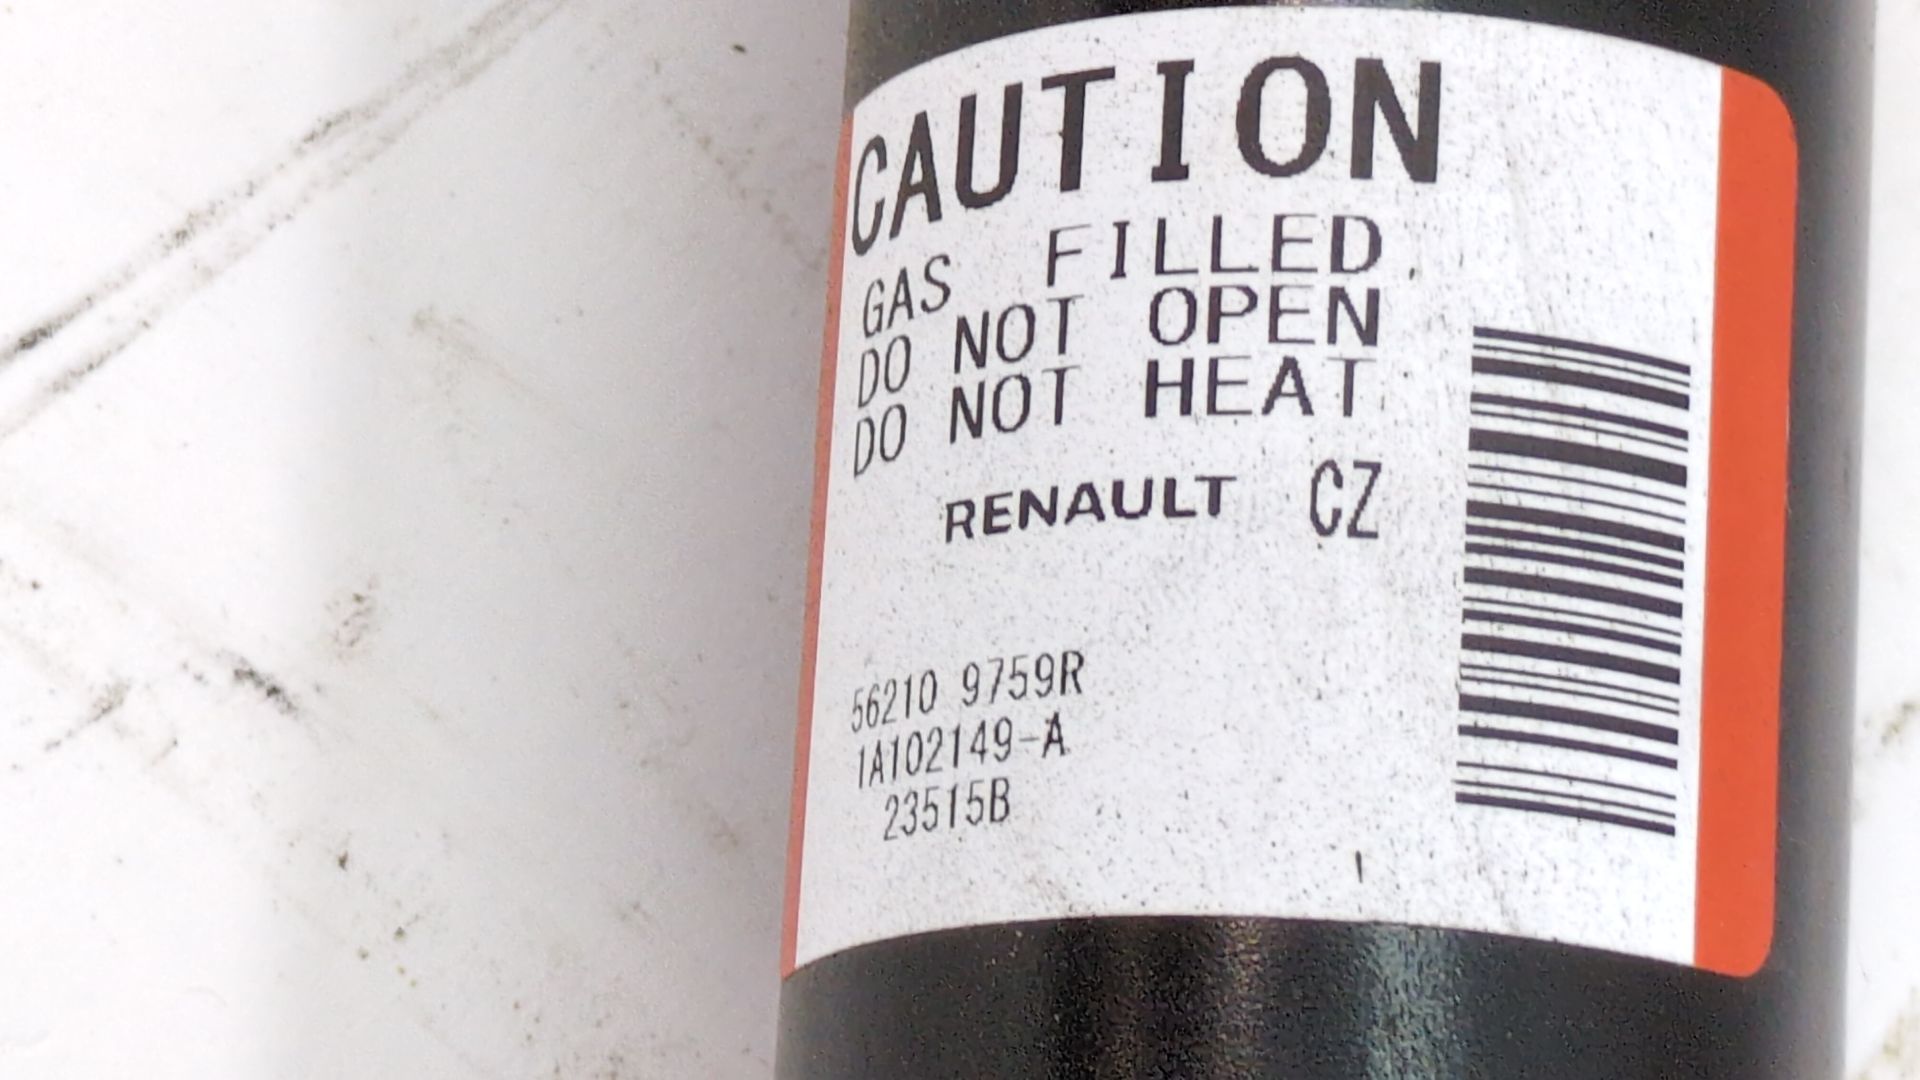 CAUTION
GAS FILLED
DO NOT OPEN
DO NOT HEAT
RENAULT CZ
56210 9759R
1A102149-A
23515B